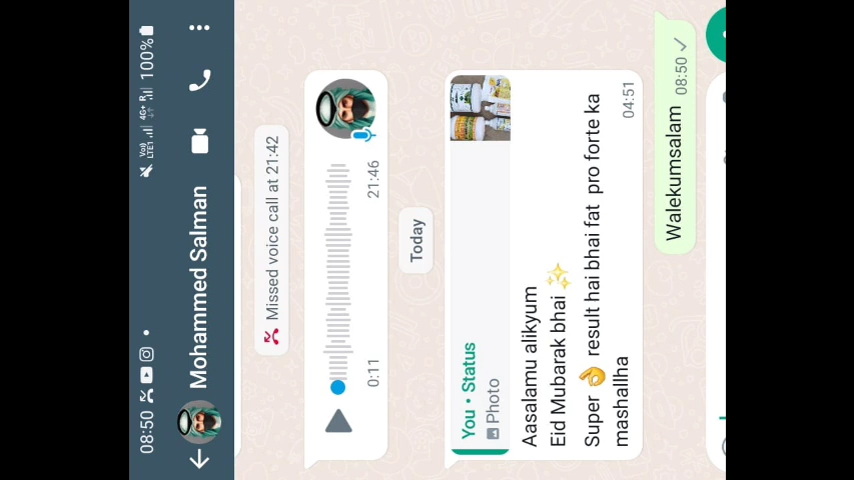 08:50
LTE1 4G+ R 100%
Mohammed Salman
Missed voice call at 21:42
0:11
21:46
Today
You • Status
Photo
Aasalamu alikyum
Eid Mubarak bhai ✨
Super 👌 result hai bhai fat pro forte ka
mashallha
04:51
Walekumsalam
08:50